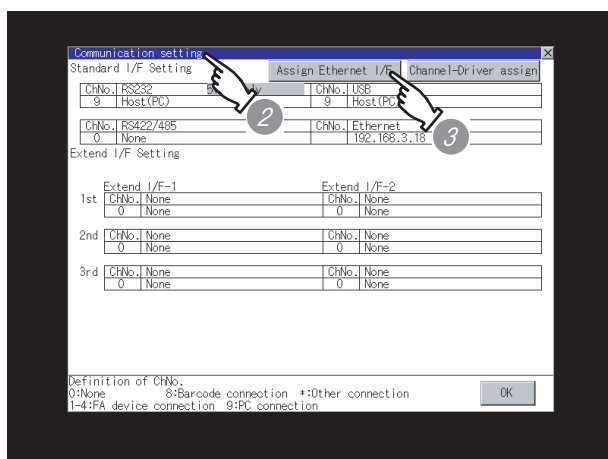 Communication setting
Standard I/F Setting Assign Ethernet I/F Channel-Driver assign
ChNo. RS232 ChNo. USB
9 Host(PC) 9 Host(PC)
2 3
ChNo. RS422/485 ChNo. Ethernet
0 None 192.168.3.18
Extend I/F Setting
Extend I/F-1 Extend I/F-2
1st ChNo. None ChNo. None
0 None 0 None
2nd ChNo. None ChNo. None
0 None 0 None
3rd ChNo. None ChNo. None
0 None 0 None
Definition of ChNo.
0:None 8:Barcode connection *:Other connection OK
1-4:FA device connection 9:PC connection